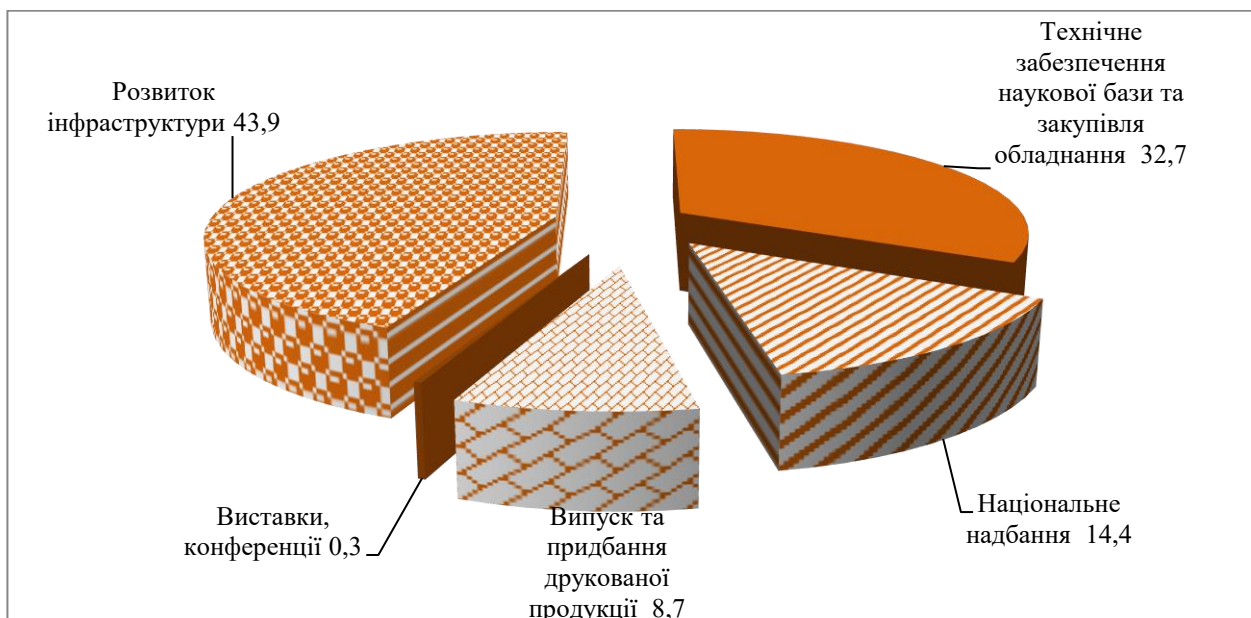 Технічне
забезпечення
наукової бази та
закупівля
обладнання 32,7
Розвиток
інфраструктури 43,9
Національне
надбання 14,4
Виставки,
конференції 0,3
Випуск та
придбання
друкованої
продукції 8,7